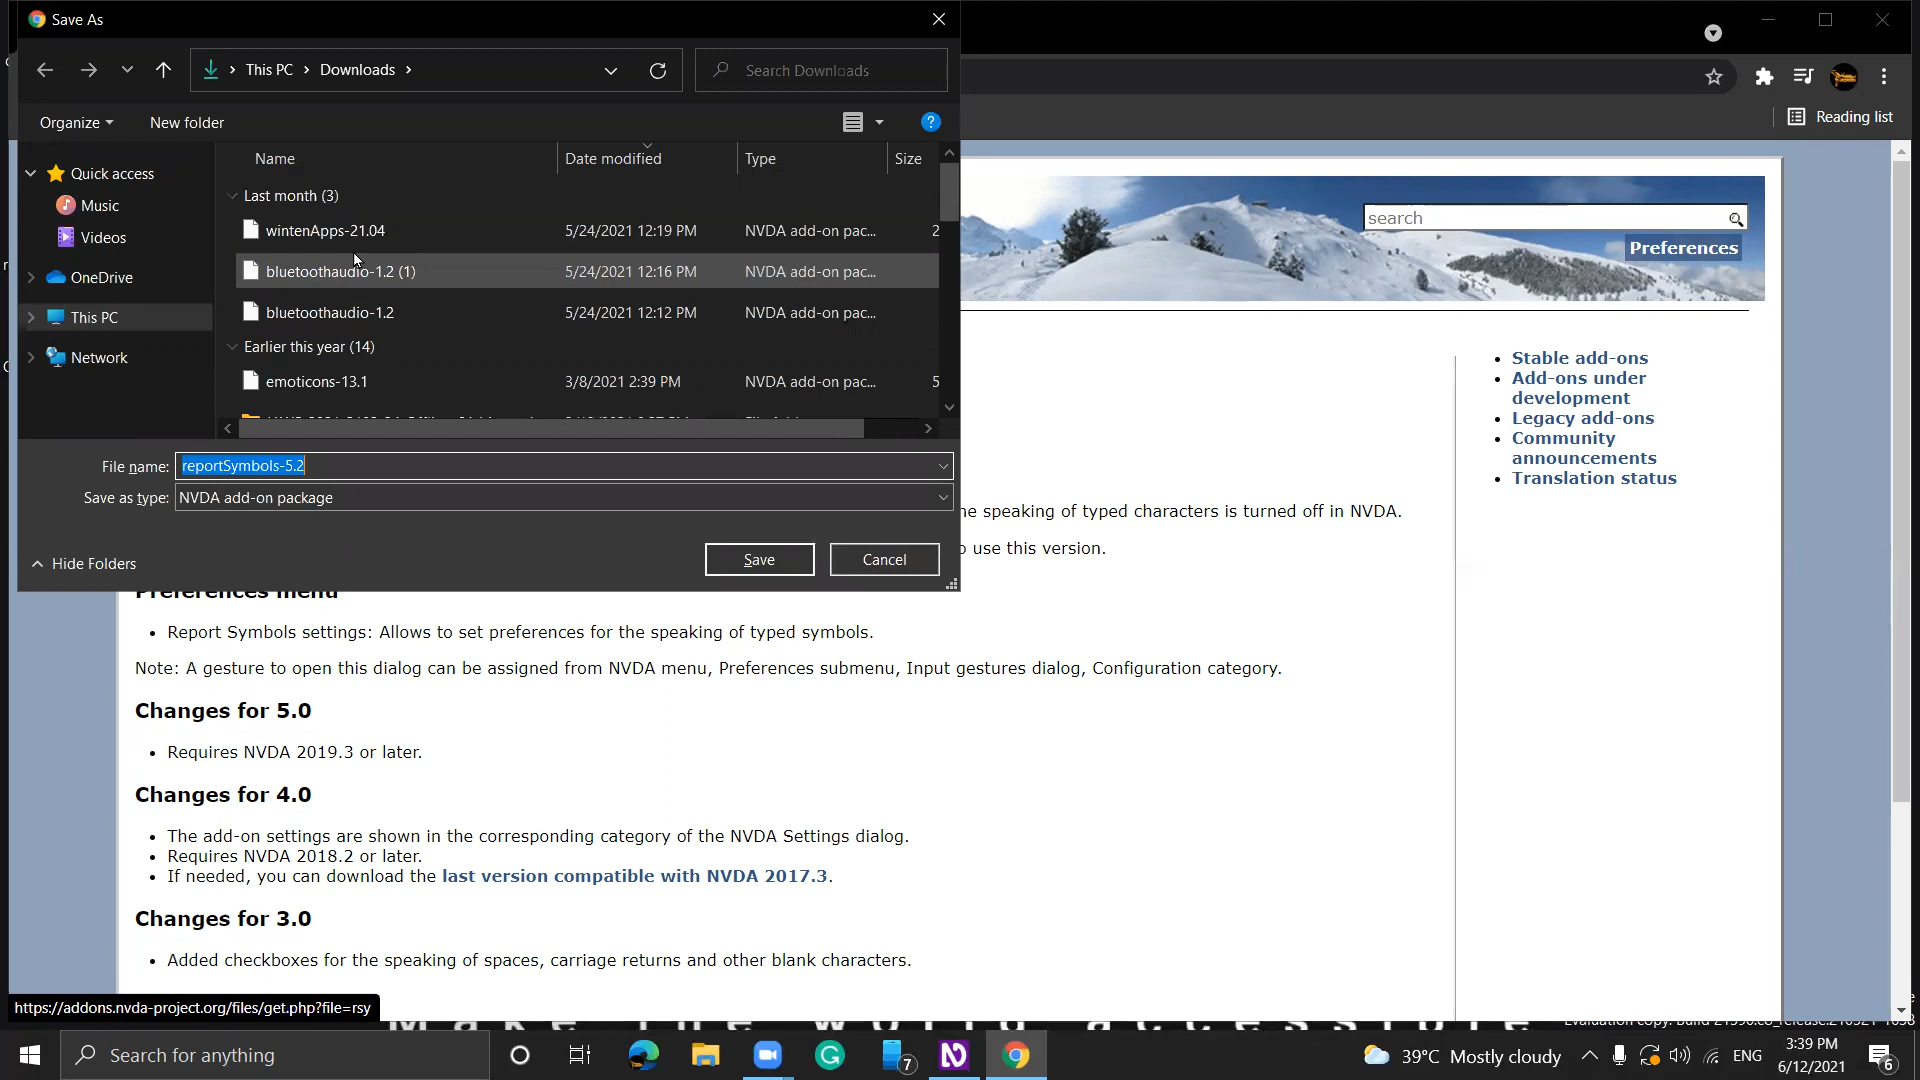 Save As
This PC > Downloads >
Search Downloads
Organize
New folder
Reading list
Name
Date modified
Type
Size
Quick access
Music
Videos
OneDrive
This PC
Network
Last month (3)
wintenApps-21.04 5/24/2021 12:19 PM NVDA add-on pac... 2
bluetoothaudio-1.2 (1) 5/24/2021 12:16 PM NVDA add-on pac...
bluetoothaudio-1.2 5/24/2021 12:12 PM NVDA add-on pac...
Earlier this year (14)
emoticons-13.1 3/8/2021 2:39 PM NVDA add-on pac... 5
File name: reportSymbols-5.2
Save as type: NVDA add-on package
Hide Folders
Save
Cancel
search
Preferences
Stable add-ons
Add-ons under
development
Legacy add-ons
Community
announcements
Translation status
he speaking of typed characters is turned off in NVDA.
o use this version.
Preferences menu
Report Symbols settings: Allows to set preferences for the speaking of typed symbols.
Note: A gesture to open this dialog can be assigned from NVDA menu, Preferences submenu, Input gestures dialog, Configuration category.
Changes for 5.0
Requires NVDA 2019.3 or later.
Changes for 4.0
The add-on settings are shown in the corresponding category of the NVDA Settings dialog.
Requires NVDA 2018.2 or later.
If needed, you can download the last version compatible with NVDA 2017.3.
Changes for 3.0
Added checkboxes for the speaking of spaces, carriage returns and other blank characters.
https://addons.nvda-project.org/files/get.php?file=rsy
Search for anything
7
39°C Mostly cloudy
ENG
3:39 PM
6/12/2021
6